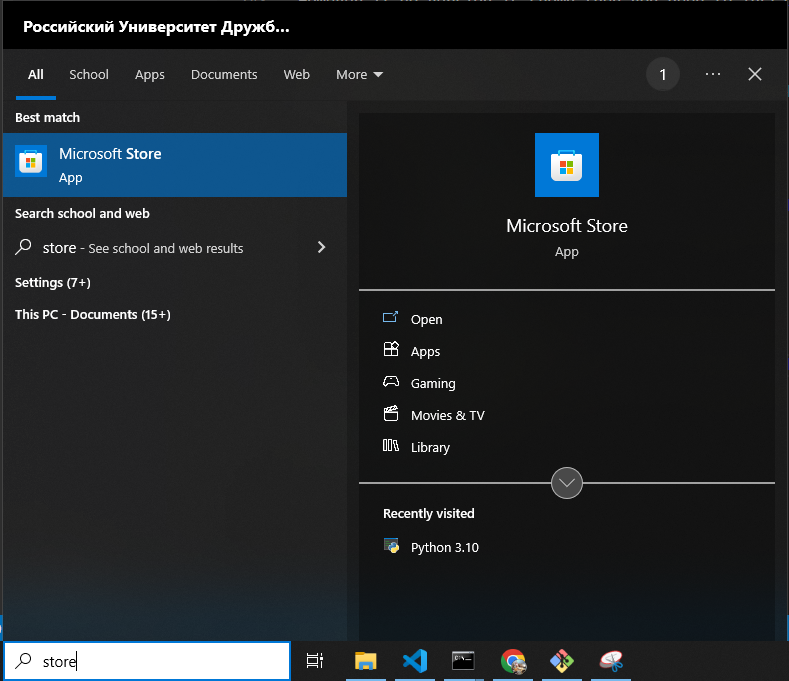 Российский Университет Дружб...
All School Apps Documents Web More 1 ...
Best match
Microsoft Store
App
Search school and web
store - See school and web results
Settings (7+)
This PC - Documents (15+)
Microsoft Store
App
Open
Apps
Gaming
Movies & TV
Library
Recently visited
Python 3.10
store